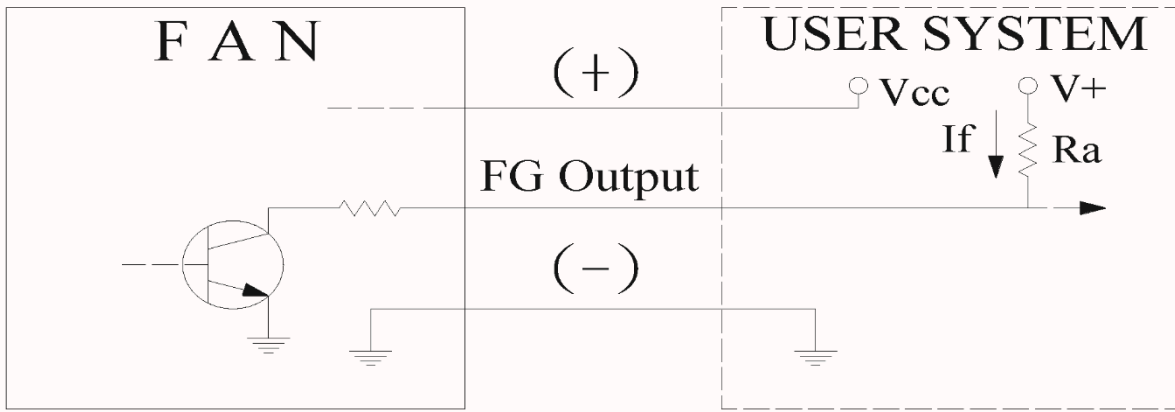 F A N
USER SYSTEM
(+)
Vcc
V+
If
Ra
FG Output
(-)